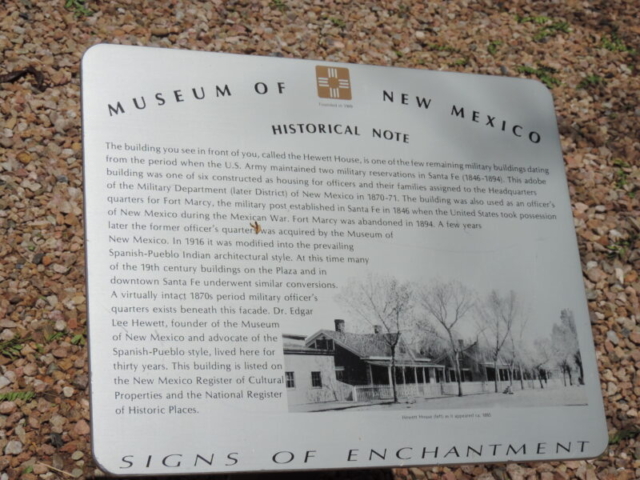 MUSEUM OF NEW MEXICO
HISTORICAL NOTE
The building you see in front of you, called the Hewett House, is one of the few remaining military buildings dating
from the period when the U.S. Army maintained two military reservations in Santa Fe (1846-1894). This adobe
building was one of six constructed as housing for officers and their families assigned to the Headquarters
of the Military Department (later District) of New Mexico in 1870-71. The building was also used as an officer's
quarters for Fort Marcy, the military post established in Santa Fe in 1846 when the United States took possession
of New Mexico during the Mexican War. Fort Marcy was abandoned in 1894. A few years
later the former officer's quarters was acquired by the Museum of
New Mexico. In 1916 it was modified into the prevailing
Spanish-Pueblo Indian architectural style. At this time many
of the 19th century buildings on the Plaza and in
downtown Santa Fe underwent similar conversions.
A virtually intact 1870s period military officer's
quarters exists beneath this facade. Dr. Edgar
Lee Hewett, founder of the Museum
of New Mexico and advocate of the
Spanish-Pueblo style, lived here for
thirty years. This building is listed on
the New Mexico Register of Cultural
Properties and the National Register
of Historic Places.
SIGNS OF ENCHANTMENT